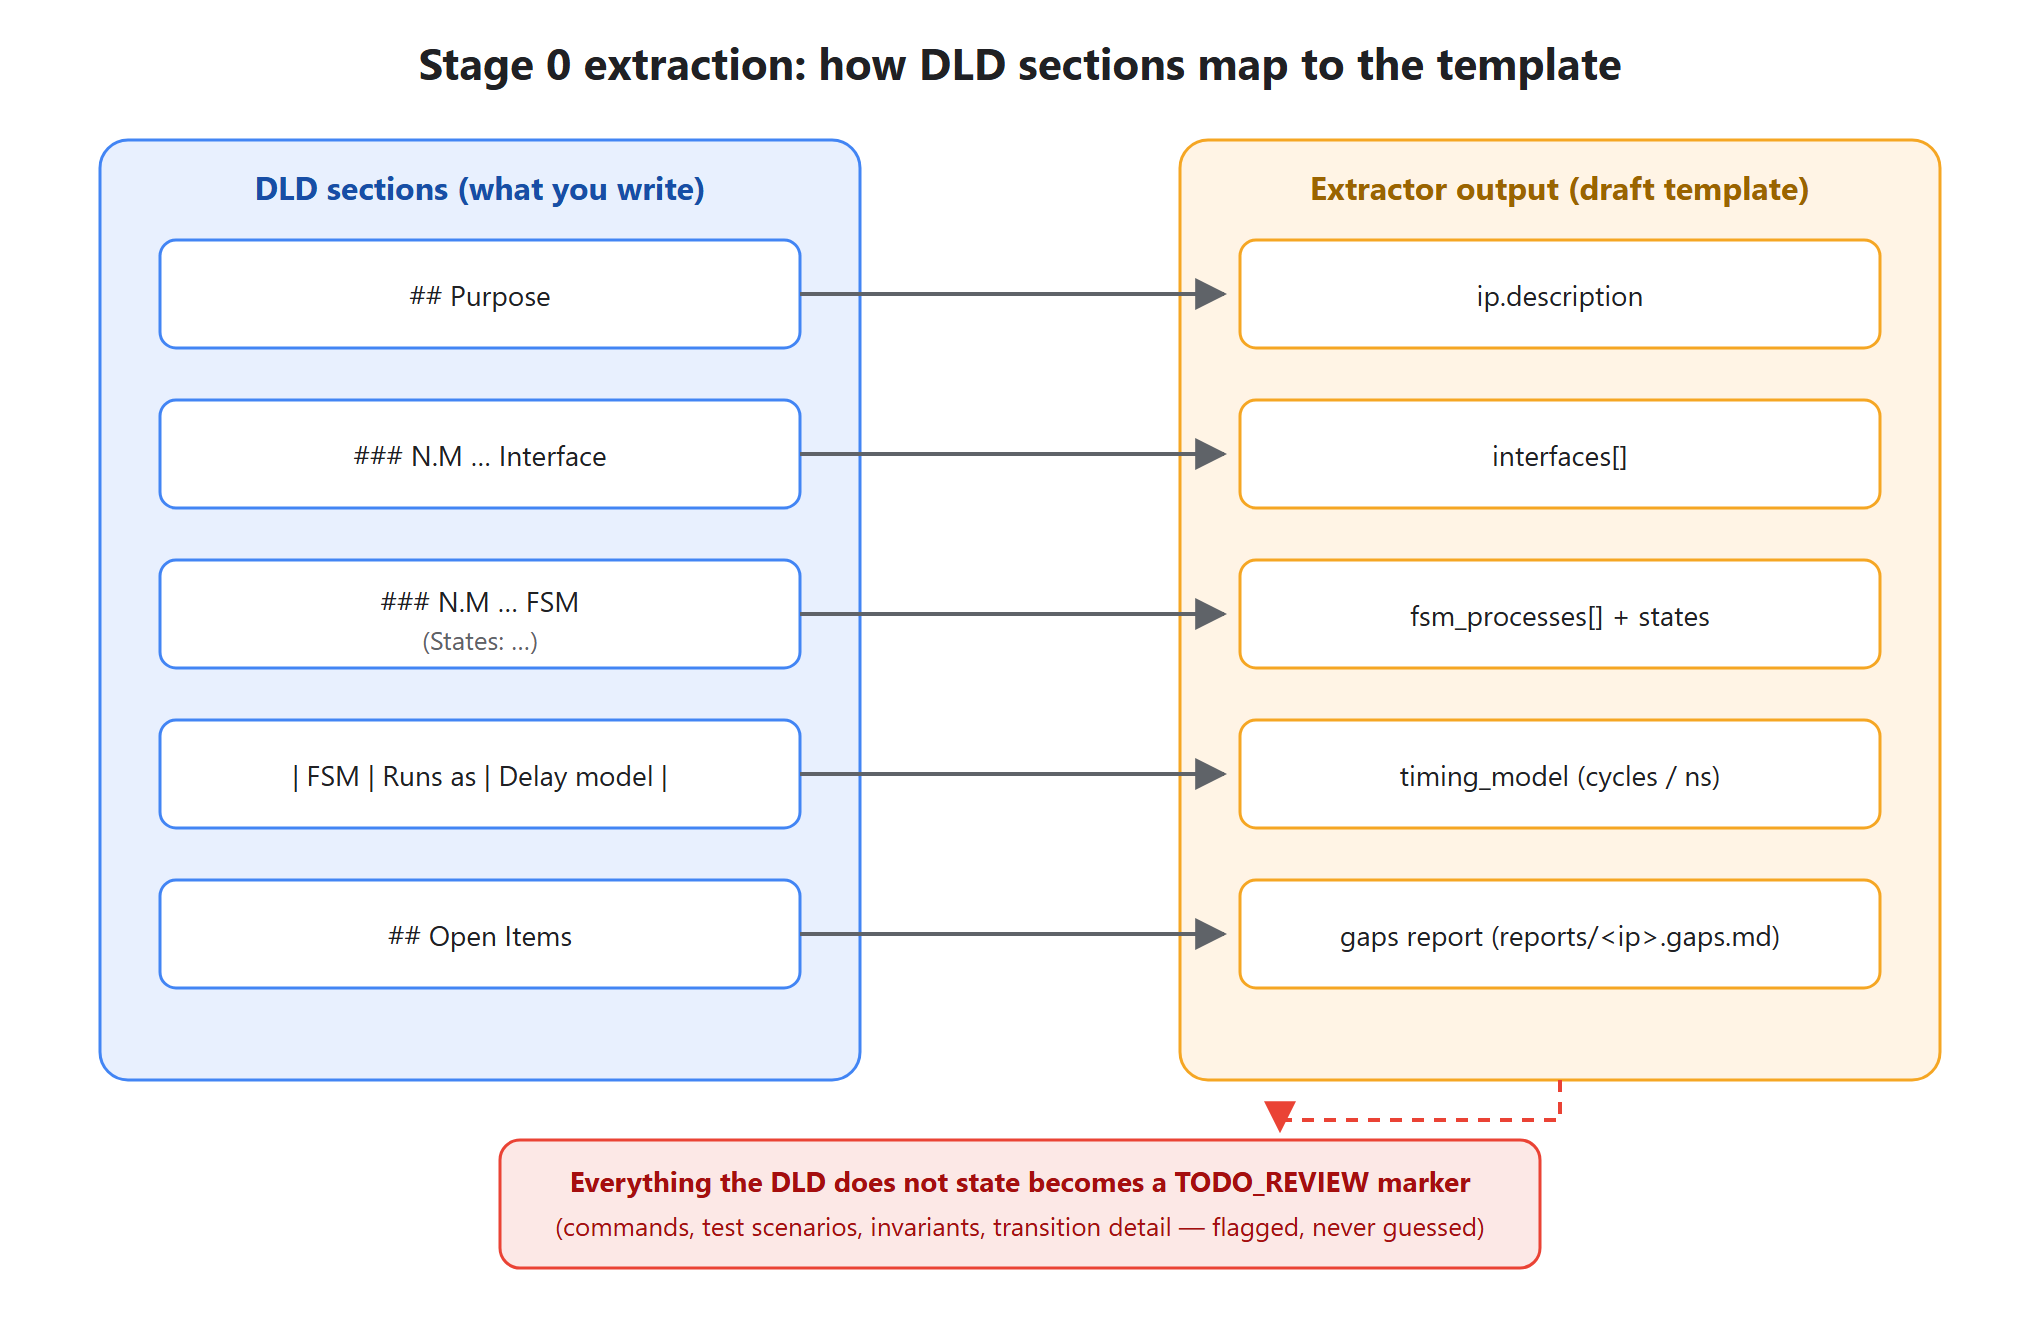 Stage 0 extraction: how DLD sections map to the template
DLD sections (what you write)
## Purpose
### N.M ... Interface
### N.M ... FSM
(States: ...)
| FSM | Runs as | Delay model |
## Open Items
Extractor output (draft template)
ip.description
interfaces[]
fsm_processes[] + states
timing_model (cycles / ns)
gaps report (reports/<ip>.gaps.md)
Everything the DLD does not state becomes a TODO_REVIEW marker
(commands, test scenarios, invariants, transition detail — flagged, never guessed)